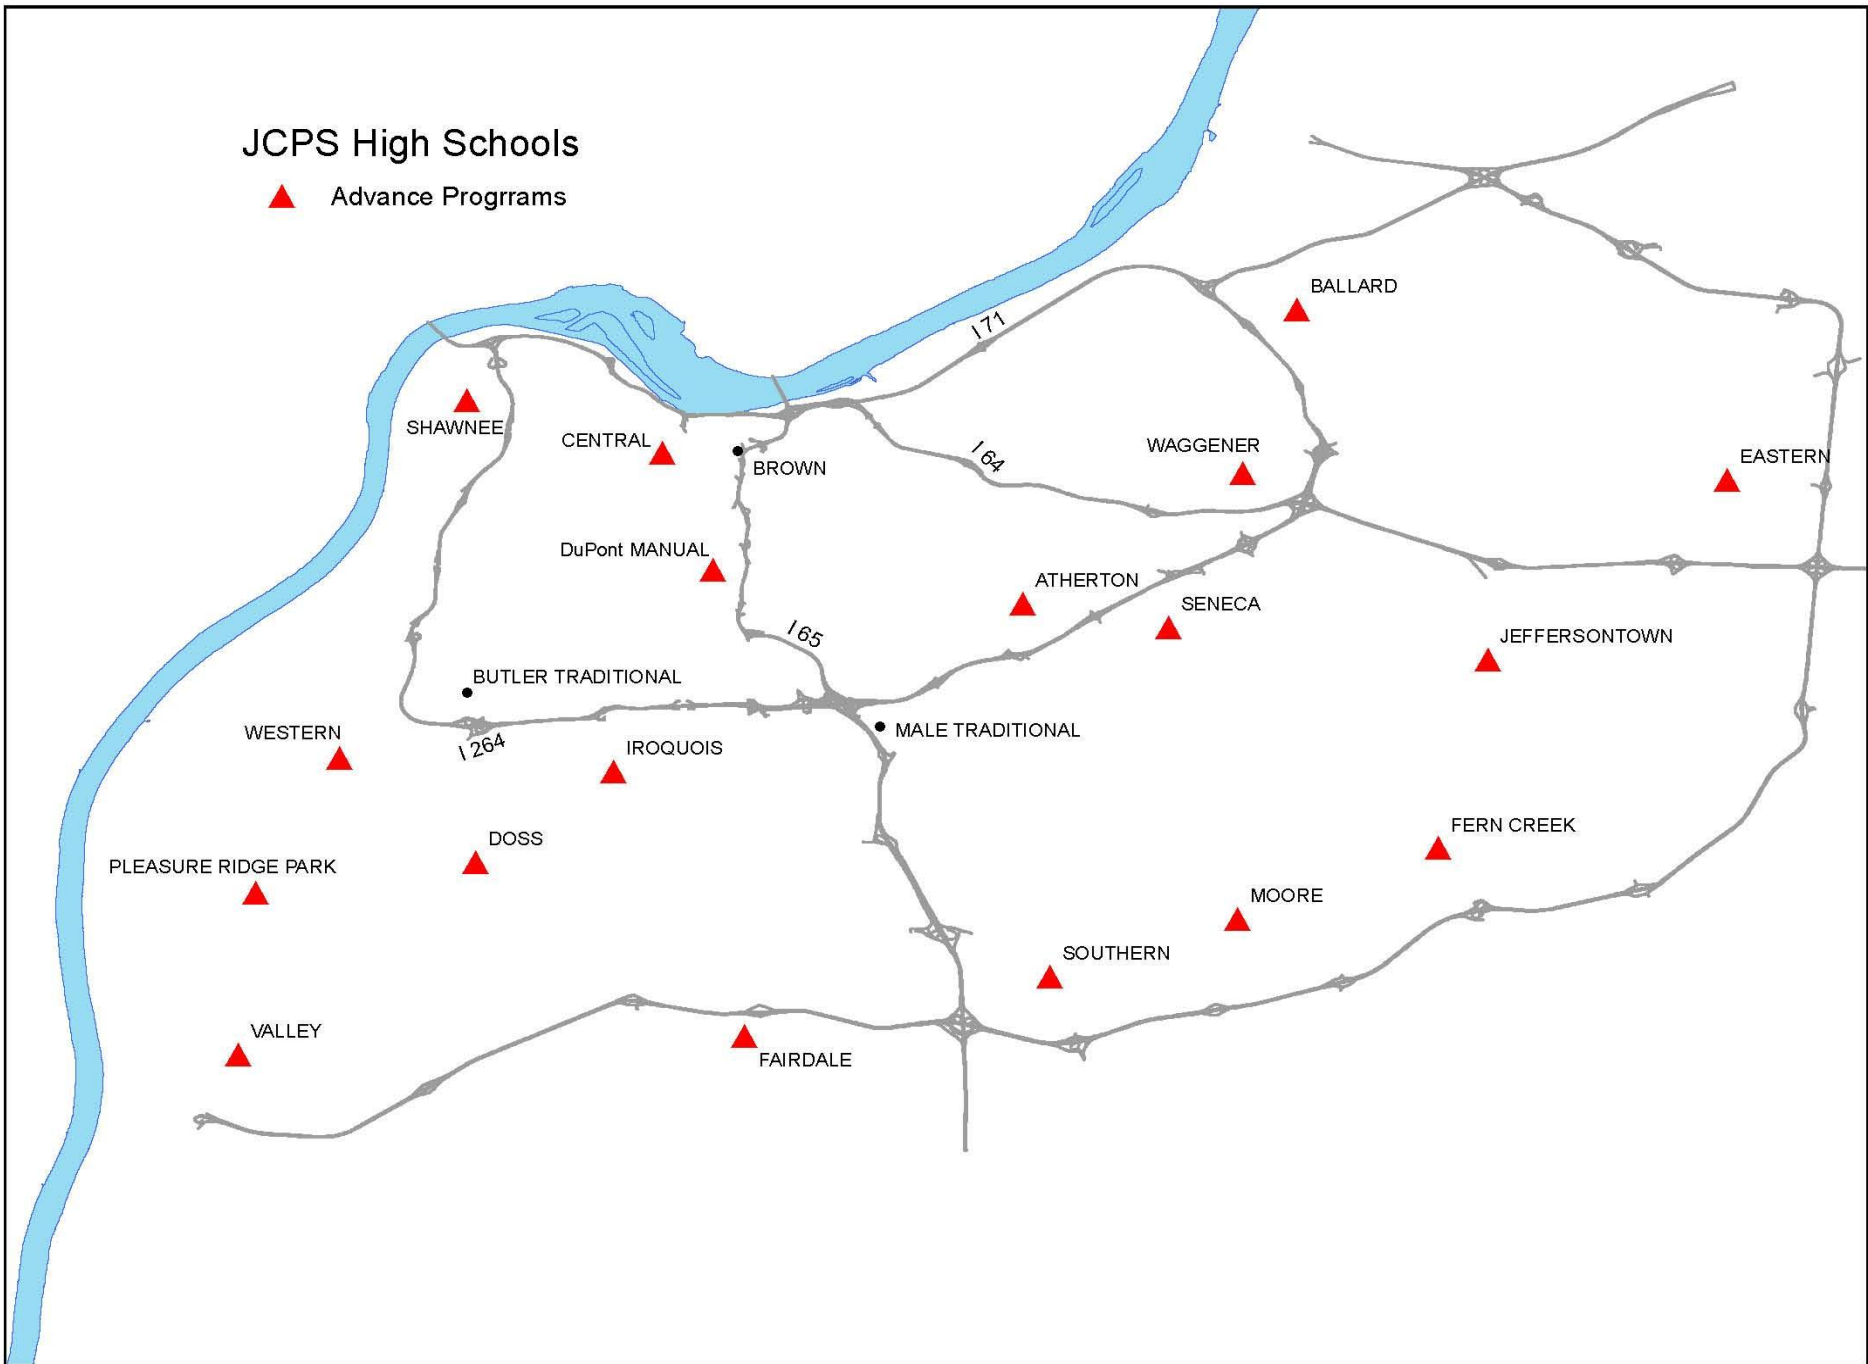 JCPS High Schools
Advance Progrrams
BALLARD
I 71
SHAWNEE
CENTRAL
BROWN
I 64
WAGGENER
EASTERN
DuPont MANUAL
ATHERTON
SENECA
I 65
JEFFERSONTOWN
BUTLER TRADITIONAL
MALE TRADITIONAL
WESTERN
I 264
IROQUOIS
FERN CREEK
DOSS
PLEASURE RIDGE PARK
MOORE
SOUTHERN
VALLEY
FAIRDALE